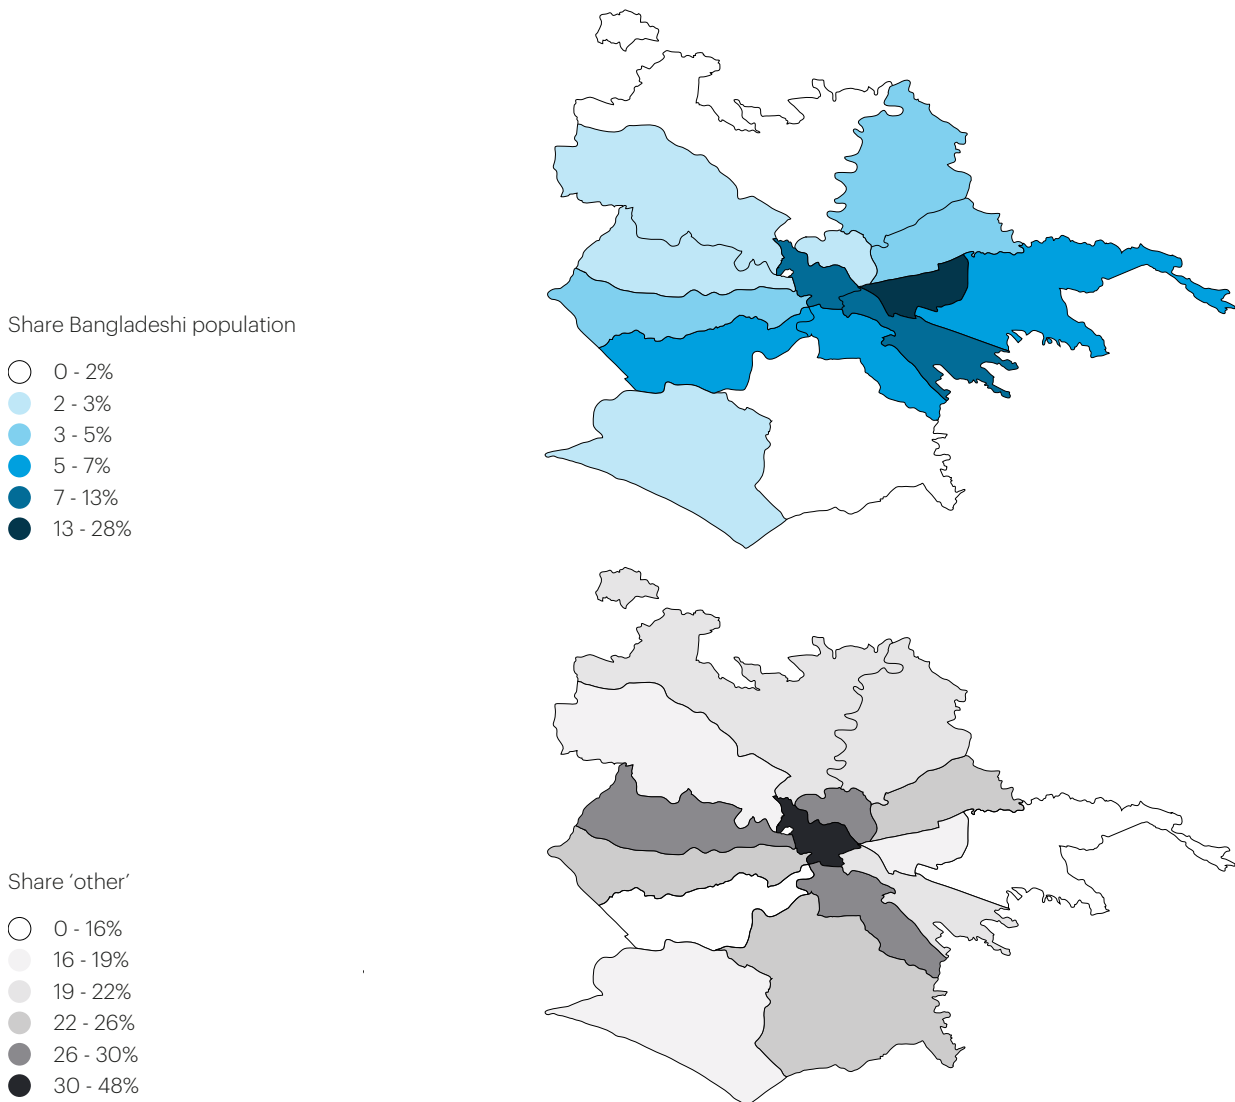 Share Bangladeshi population
0 - 2%
2 - 3%
3 - 5%
5 - 7%
7 - 13%
13 - 28%
Share ‘other’
0 - 16%
16 - 19%
19 - 22%
22 - 26%
26 - 30%
30 - 48%